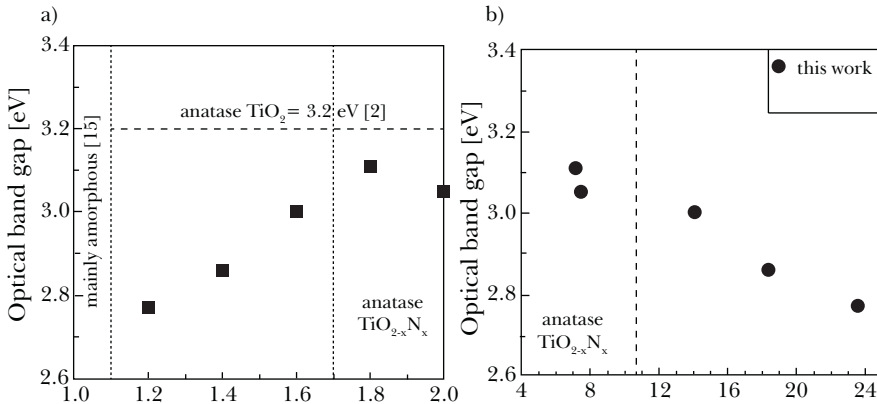 a)
Optical band gap [eV]
3.4
3.2
3.0
2.8
2.6
mainly amorphous [15]
anatase TiO₂= 3.2 eV [2]
anatase
TiO₂₋ₓNₓ
1.0 1.2 1.4 1.6 1.8 2.0
b)
Optical band gap [eV]
3.4
3.2
3.0
2.8
2.6
this work
anatase
TiO₂₋ₓNₓ
4 8 12 16 20 24